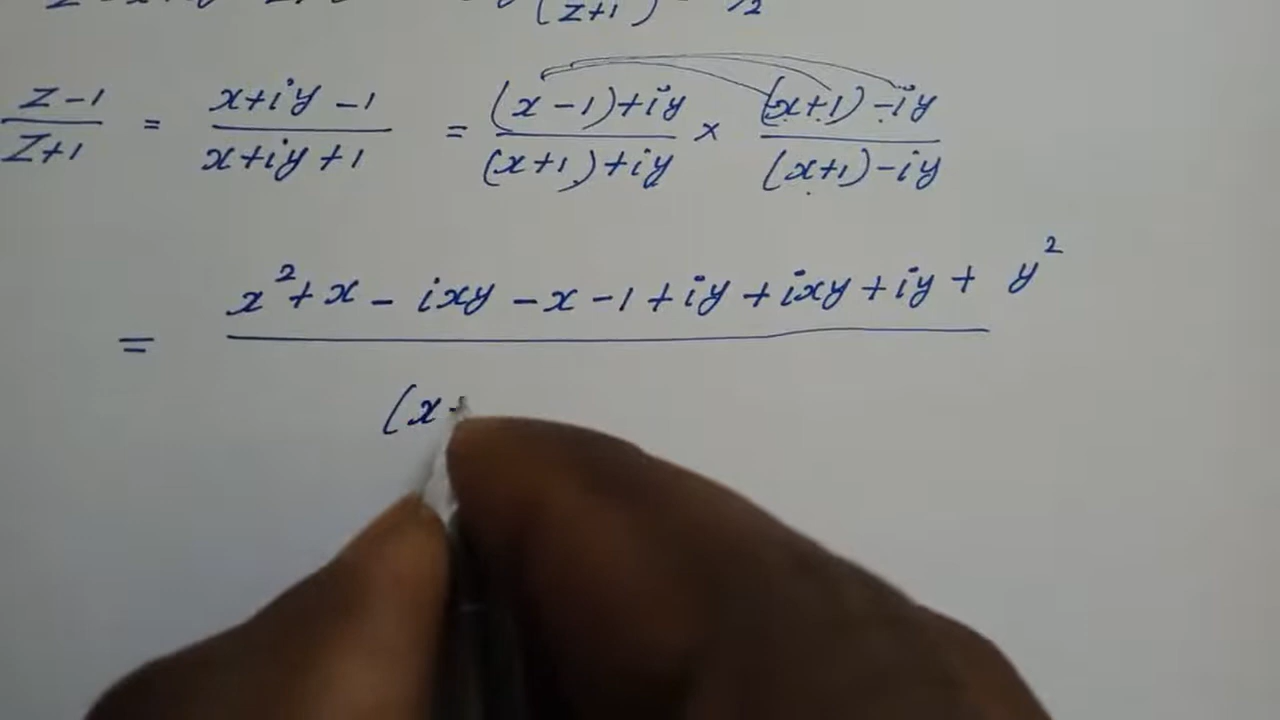 (z+1) /2
z-1/z+1 = x+iy-1/x+iy+1 = (x-1)+iy/(x+1)+iy × (x+1)-iy/(x+1)-iy
= x²+x-ixy-x-1+iy+ixy+iy+y²
(x